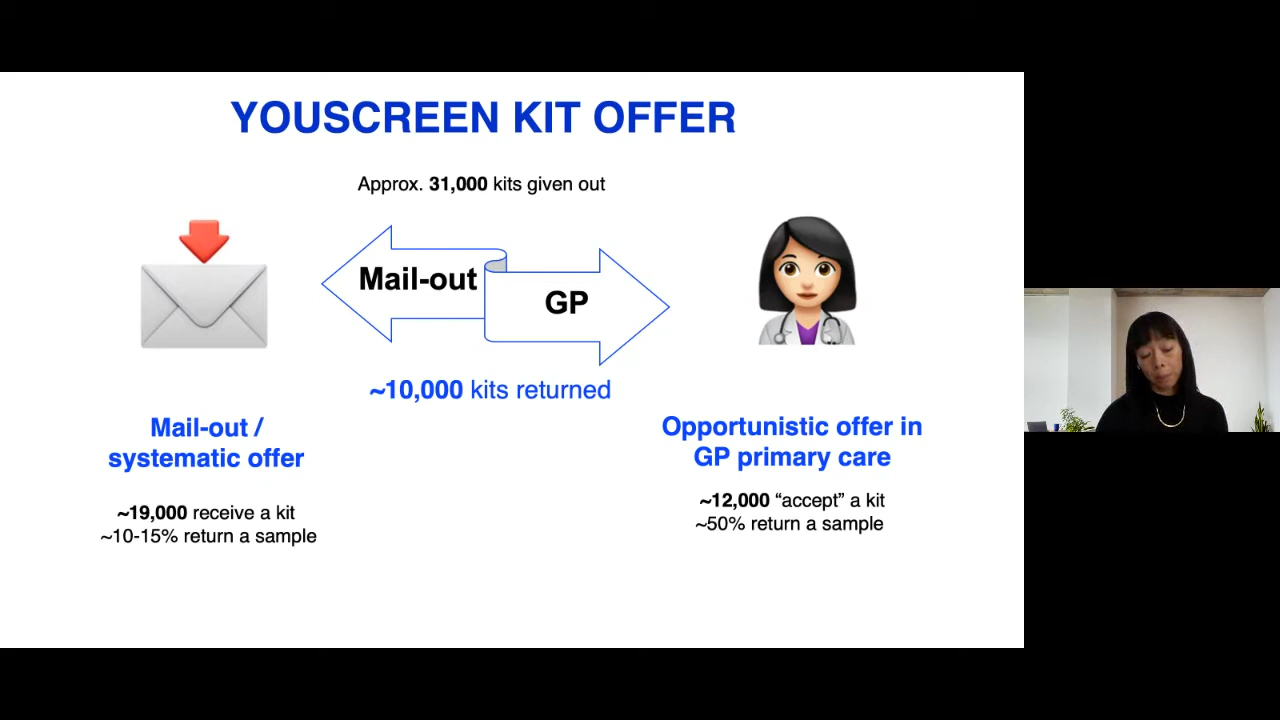 YOUSCREEN KIT OFFER
Approx. 31,000 kits given out
Mail-out
GP
~10,000 kits returned
Mail-out /
systematic offer
~19,000 receive a kit
~10-15% return a sample
Opportunistic offer in
GP primary care
~12,000 “accept” a kit
~50% return a sample